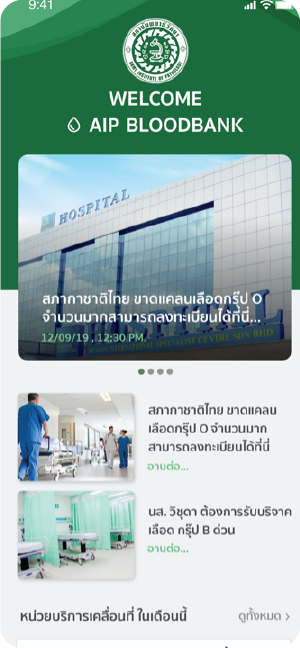 9:41
WELCOME
AIP BLOODBANK
HOSPITAL
สภากาชาติไทย ขาดแคลนเลือดกรุ๊ป O
จำนวนมากสามารถลงทะเบียนได้ที่นี่...
12/09/19 , 12:30 PM.
สภากาชาติไทย ขาดแคลน
เลือดกรุ๊ป O จำนวนมาก
สามารถลงทะเบียนได้ที่นี่
อ่านต่อ...
นส. วิชุดา ต้องการรับบริจาค
เลือด กรุ๊ป B ด่วน
อ่านต่อ...
หน่วยบริการเคลื่อนที่ ในเดือนนี้
ดูทั้งหมด >